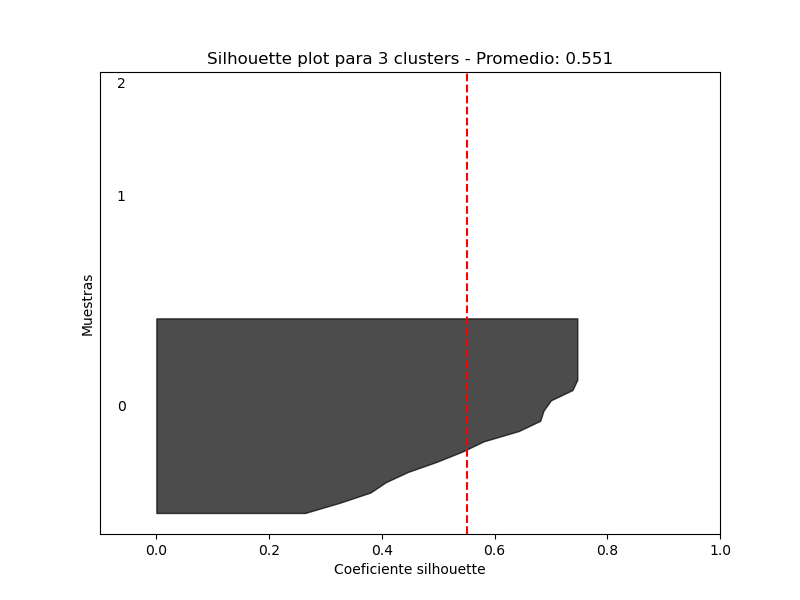 Silhouette plot para 3 clusters - Promedio: 0.551
2
1
Muestras
0
0.0 0.2 0.4 0.6 0.8 1.0
Coeficiente silhouette